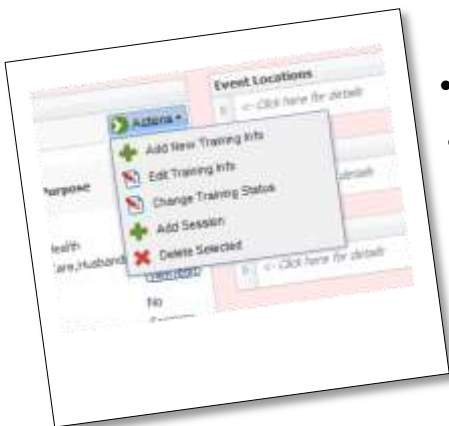 Event Locations
<- Click here for details
Actions
Add New Training Info
Edit Training Info
Purpose
Change Training Status
Add Session
Delete Selected
Health
Care,Husband
<- Click here for details
No